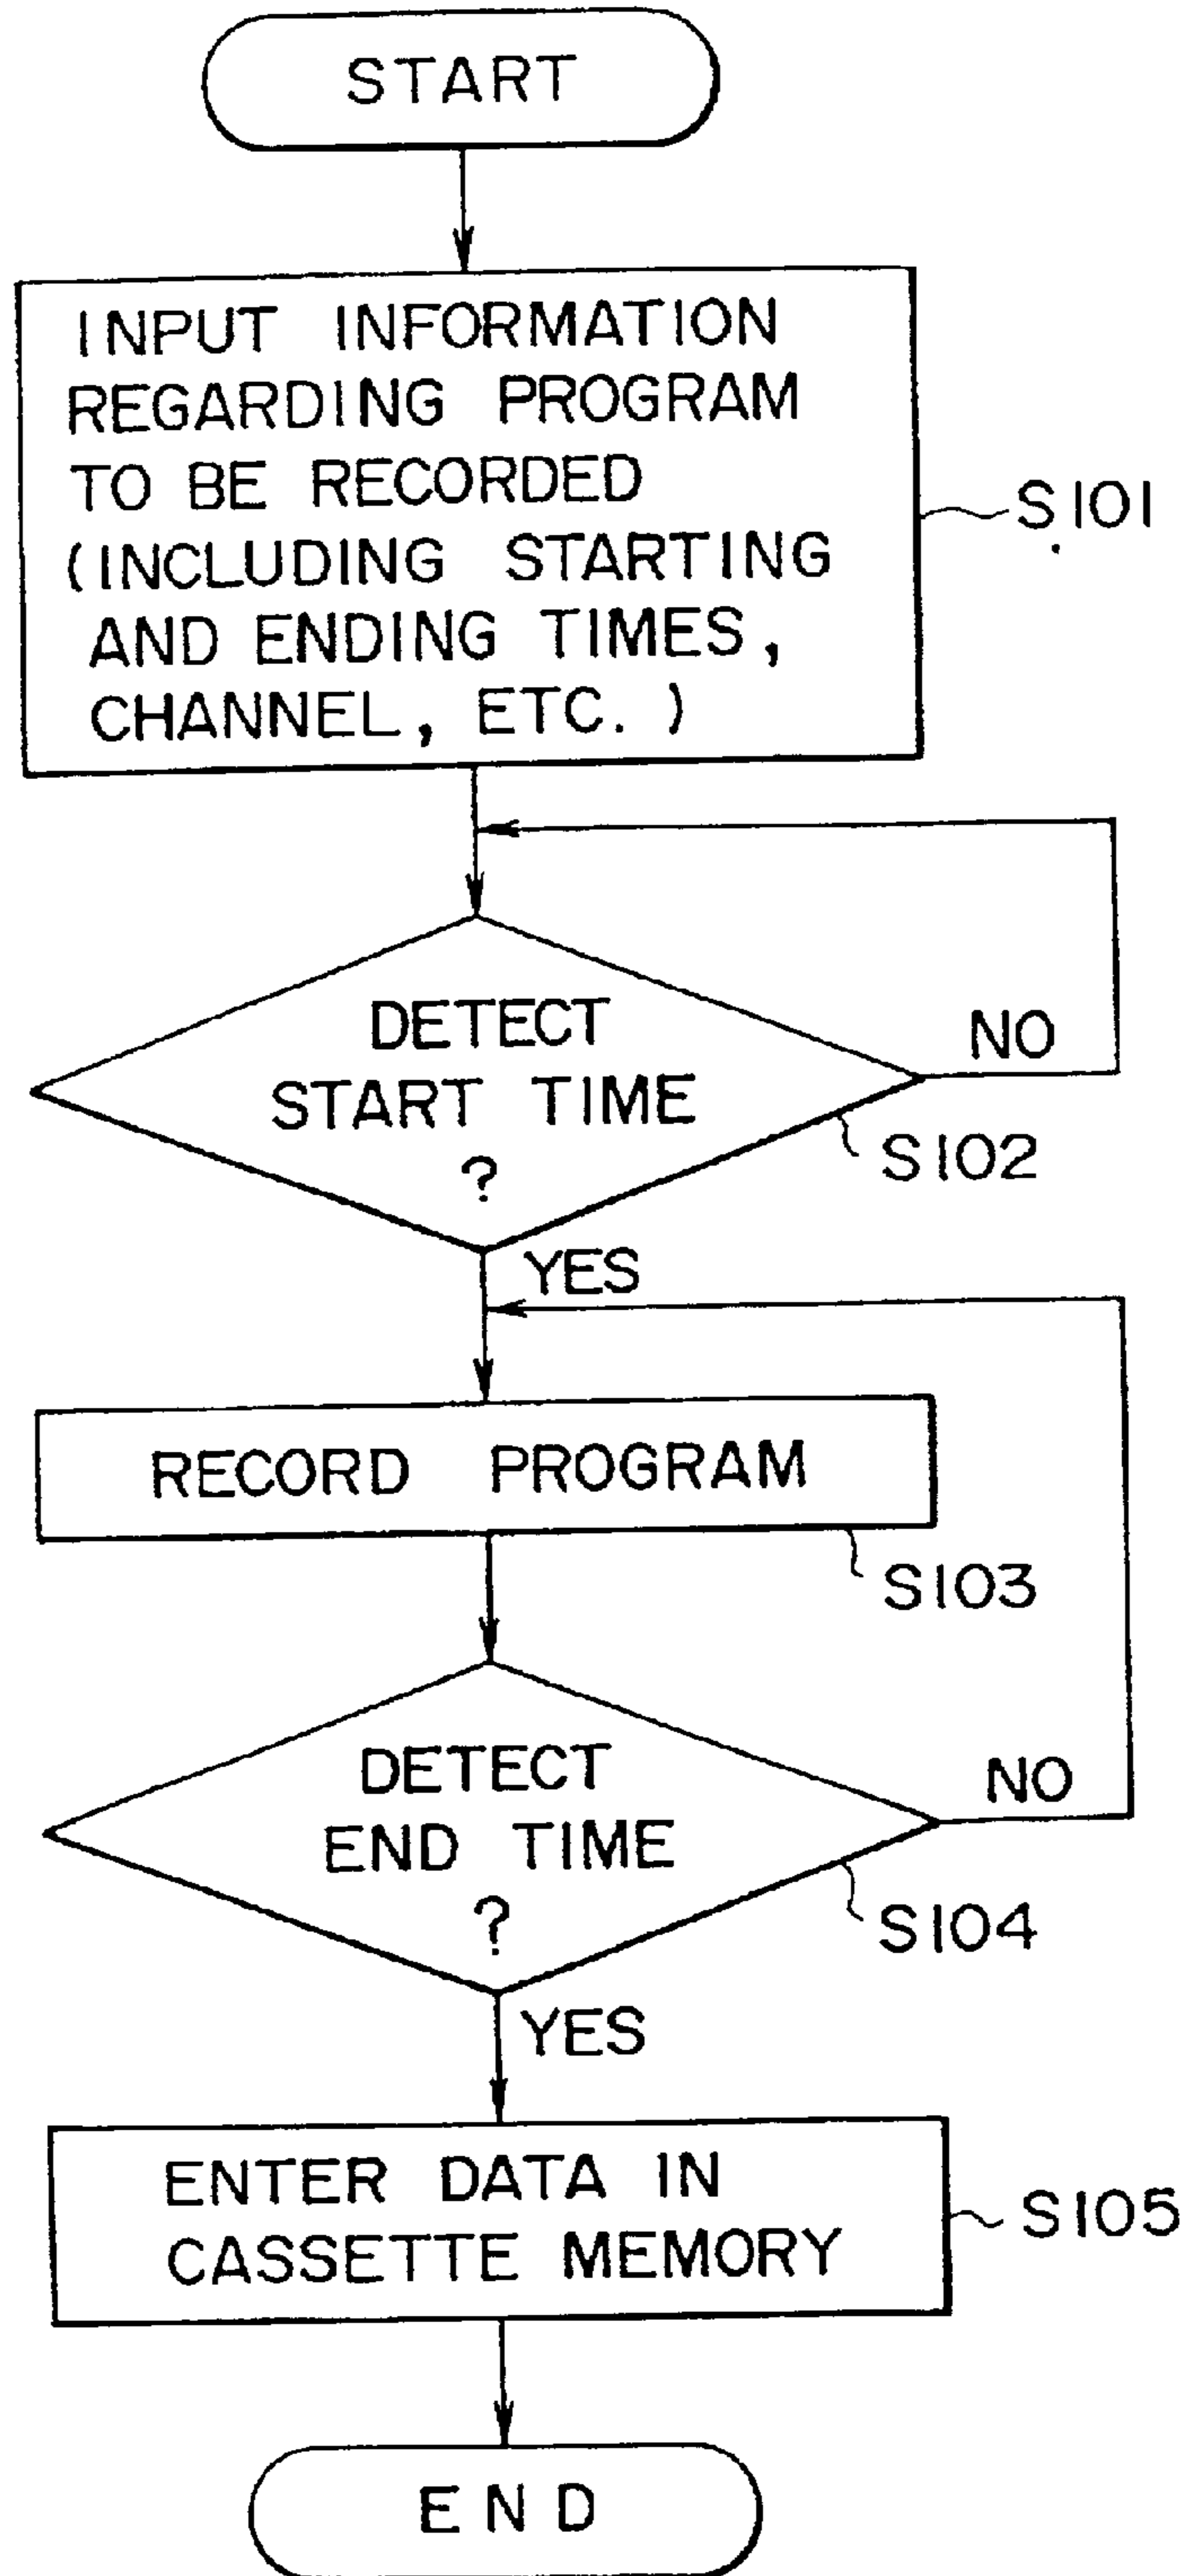 START
INPUT INFORMATION
REGARDING PROGRAM
TO BE RECORDED
(INCLUDING STARTING
AND ENDING TIMES,
CHANNEL, ETC. )
S101
DETECT
START TIME
?
NO
S102
YES
RECORD PROGRAM
S103
DETECT
END TIME
?
NO
S104
YES
ENTER DATA IN
CASSETTE MEMORY
S105
END